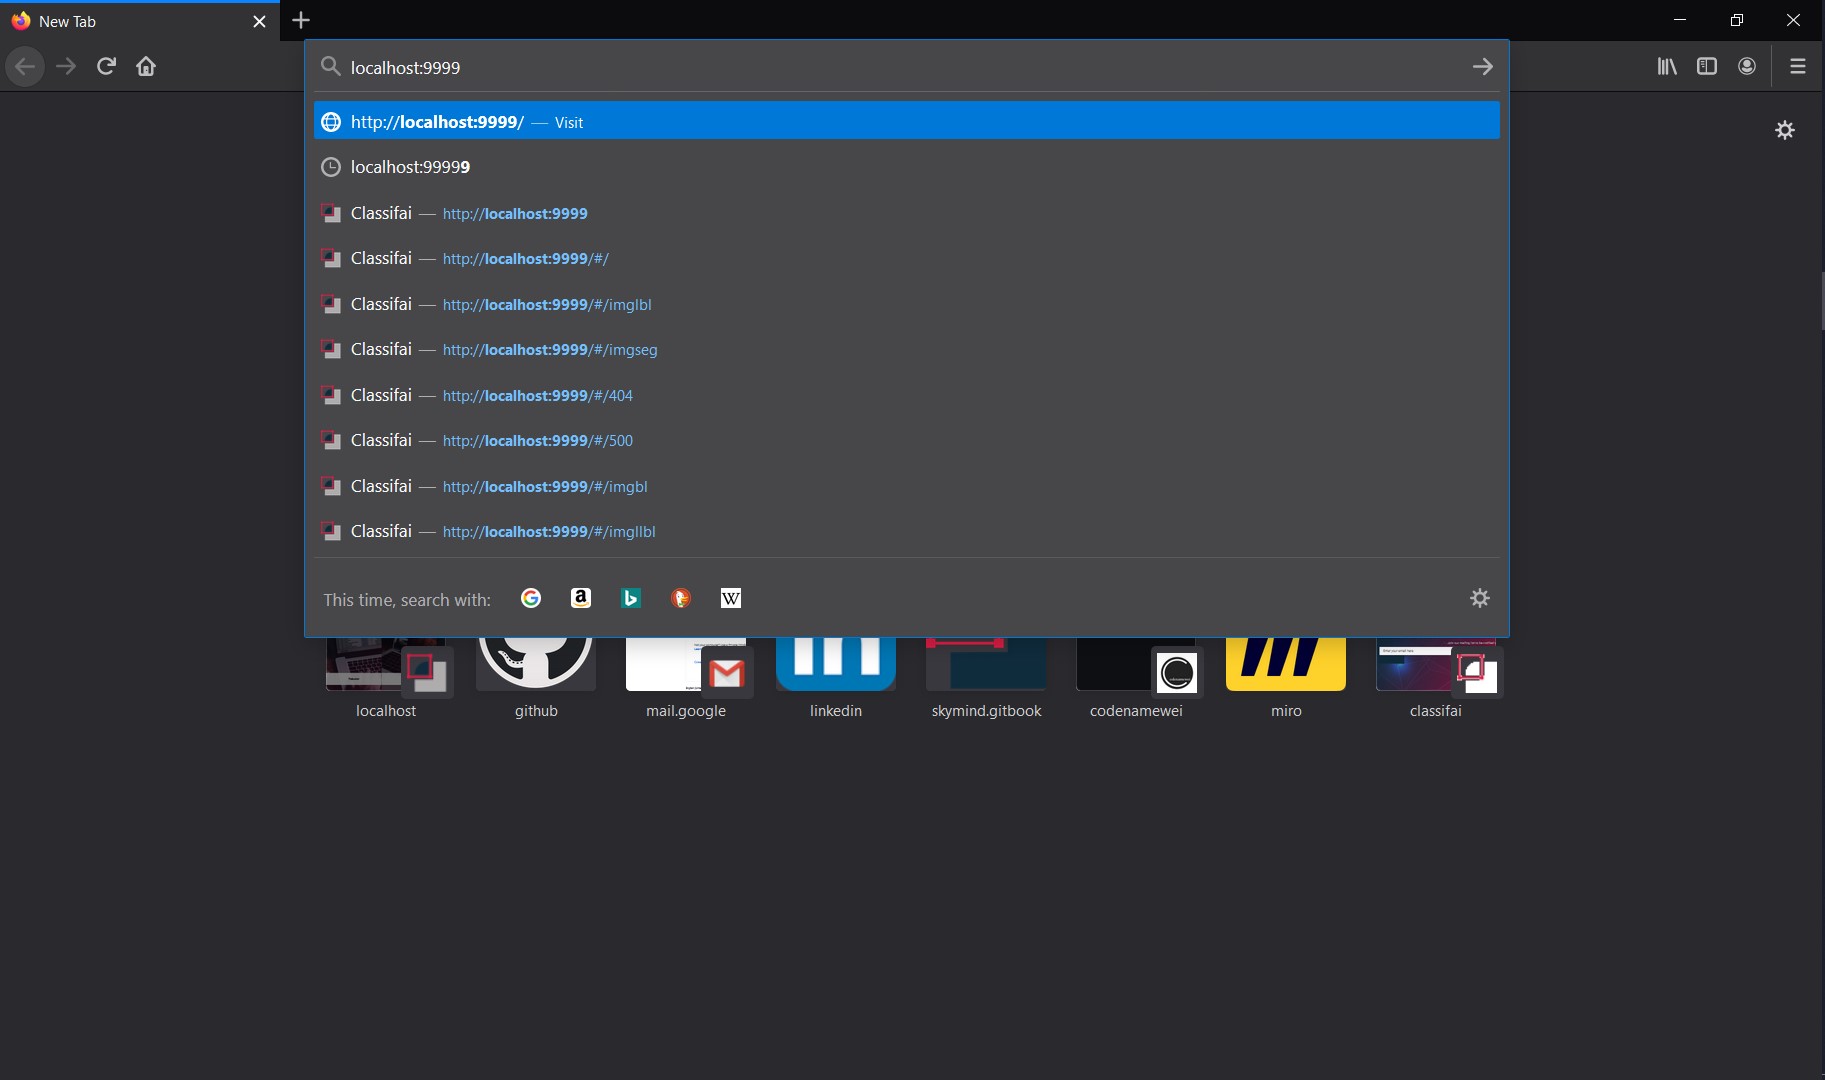 New Tab
localhost:9999
http://localhost:9999/ — Visit
localhost:99999
Classifai — http://localhost:9999
Classifai — http://localhost:9999/#/
Classifai — http://localhost:9999/#/imglbl
Classifai — http://localhost:9999/#/imgseg
Classifai — http://localhost:9999/#/404
Classifai — http://localhost:9999/#/500
Classifai — http://localhost:9999/#/imgbl
Classifai — http://localhost:9999/#/imgllbl
This time, search with:
localhost
github
mail.google
linkedin
skymind.gitbook
codenamewei
miro
classifai